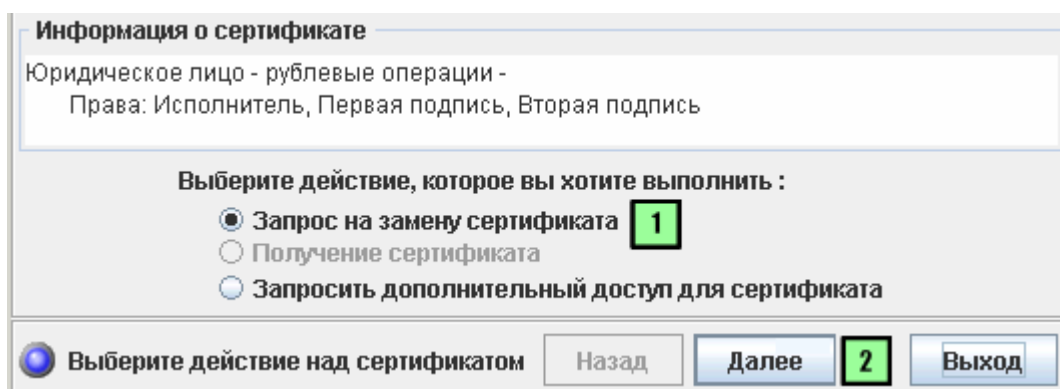 Информация о сертификате
Юридическое лицо - рублевые операции -
Права: Исполнитель, Первая подпись, Вторая подпись
Выберите действие, которое вы хотите выполнить :
Запрос на замену сертификата 1
Получение сертификата
Запросить дополнительный доступ для сертификата
Выберите действие над сертификатом Назад Далее 2 Выход